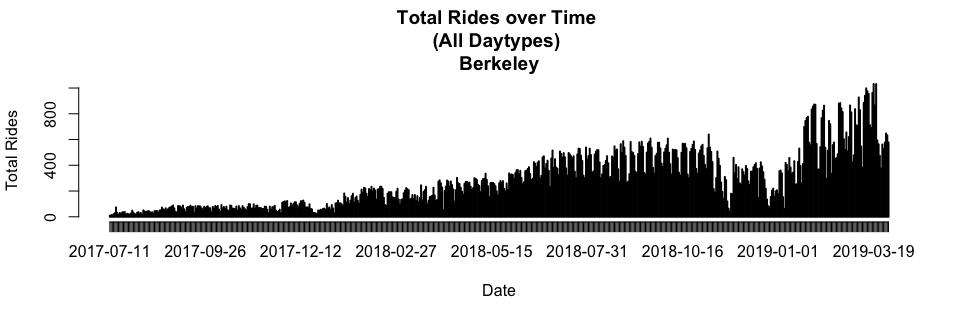 Total Rides over Time
(All Daytypes)
Berkeley
Total Rides
800
400
0
2017-07-11 2017-09-26 2017-12-12 2018-02-27 2018-05-15 2018-07-31 2018-10-16 2019-01-01 2019-03-19
Date